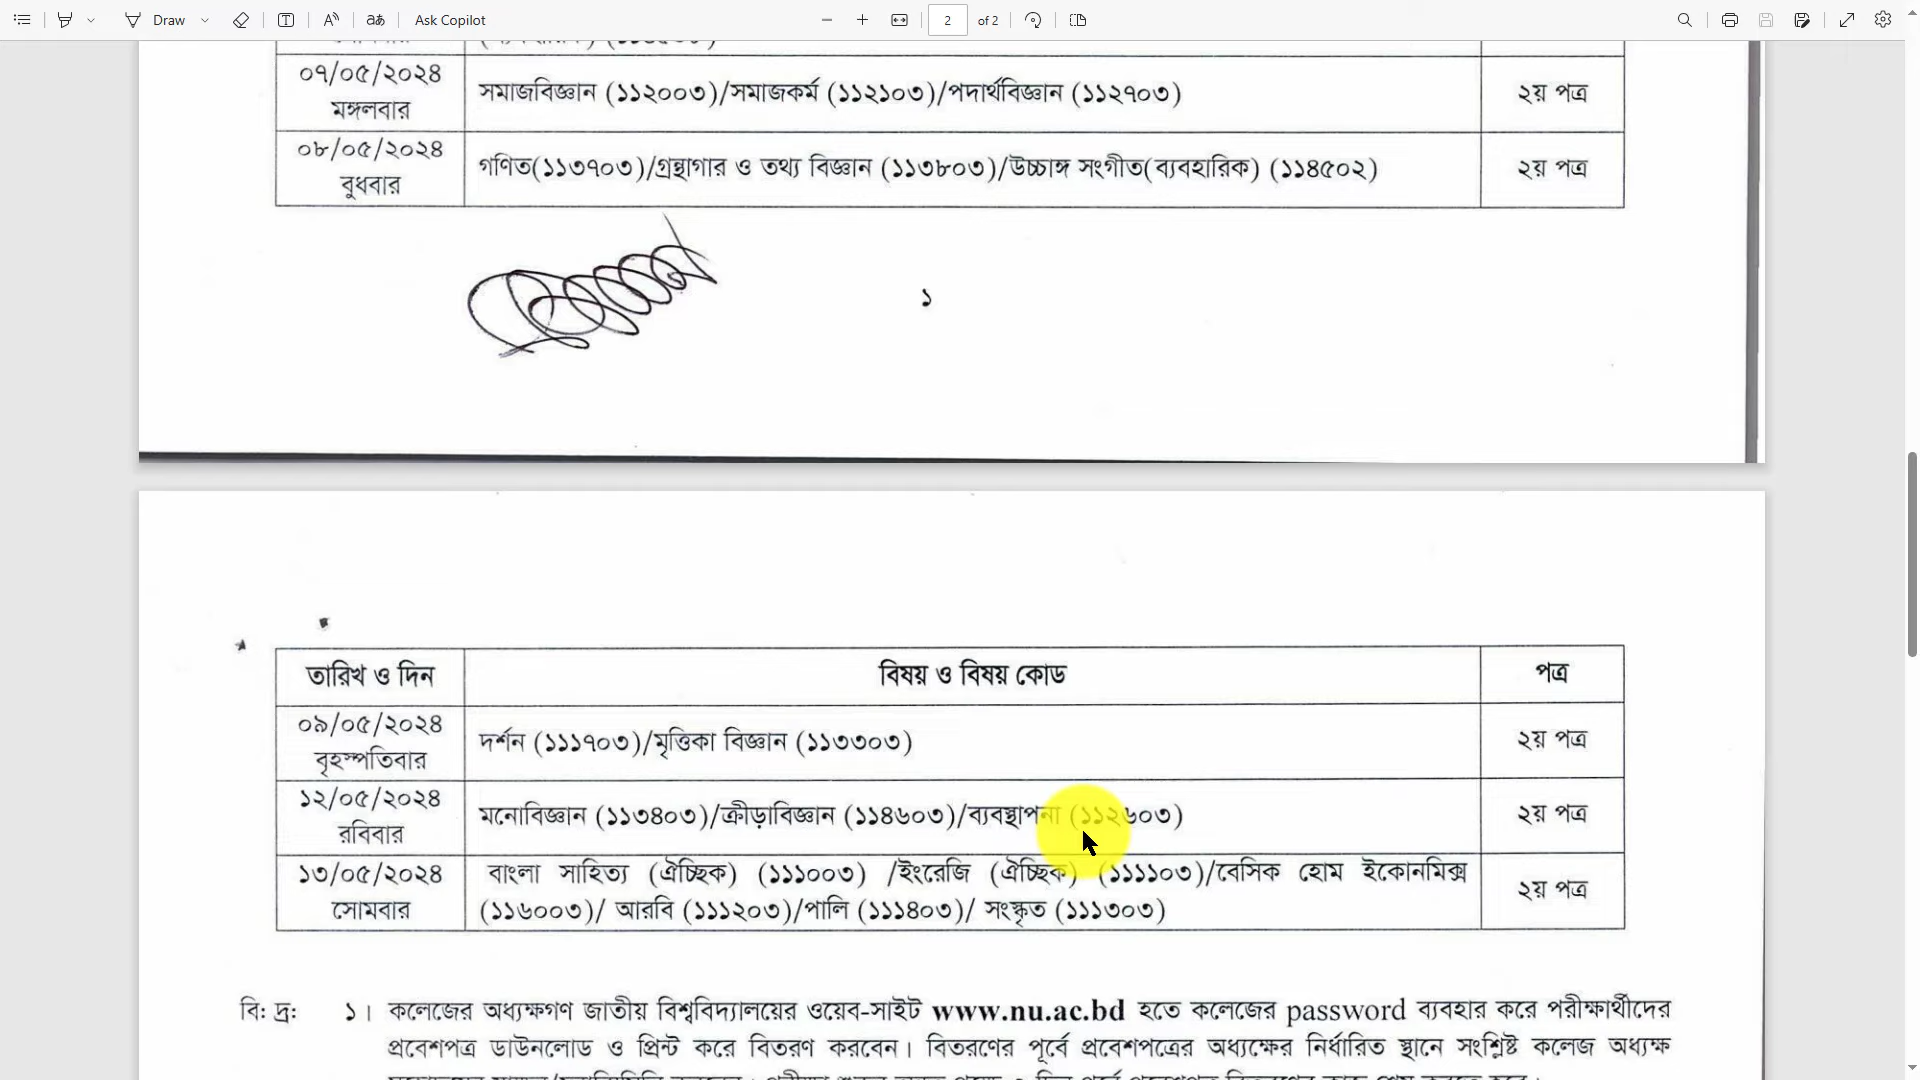 Draw
Ask Copilot
2 of 2
০৭/০৫/২০২৪
মঙ্গলবার
সমাজবিজ্ঞান (১১২০০৩)/সমাজকর্ম (১১২১০৩)/পদার্থবিজ্ঞান (১১২৭০৩)
২য় পত্র
০৮/০৫/২০২৪
বুধবার
গণিত(১১৩৭০৩)/গ্রন্থাগার ও তথ্য বিজ্ঞান (১১৩৮০৩)/উচ্চাঙ্গ সংগীত(ব্যবহারিক) (১১৪৫০২)
২য় পত্র
১
তারিখ ও দিন
বিষয় ও বিষয় কোড
পত্র
০৯/০৫/২০২৪
বৃহস্পতিবার
দর্শন (১১১৭০৩)/মৃত্তিকা বিজ্ঞান (১১৩৩০৩)
২য় পত্র
১২/০৫/২০২৪
রবিবার
মনোবিজ্ঞান (১১৩৪০৩)/ক্রীড়াবিজ্ঞান (১১৪৬০৩)/ব্যবস্থাপনা (১১২৬০৩)
২য় পত্র
১৩/০৫/২০২৪
সোমবার
বাংলা সাহিত্য (ঐচ্ছিক) (১১১০০৩) /ইংরেজি (ঐচ্ছিক) (১১১১০৩)/বেসিক হোম ইকোনমিক্স
(১১৬০০৩)/ আরবি (১১১২০৩)/পালি (১১১৪০৩)/ সংস্কৃত (১১১৩০৩)
২য় পত্র
বি: দ্র: ১। কলেজের অধ্যক্ষগণ জাতীয় বিশ্ববিদ্যালয়ের ওয়েব-সাইট www.nu.ac.bd হতে কলেজের password ব্যবহার করে পরীক্ষার্থীদের
প্রবেশপত্র ডাউনলোড ও প্রিন্ট করে বিতরণ করবেন। বিতরণের পূর্বে প্রবেশপত্রের অধ্যক্ষের নির্ধারিত স্থানে সংশ্লিষ্ট কলেজ অধ্যক্ষ